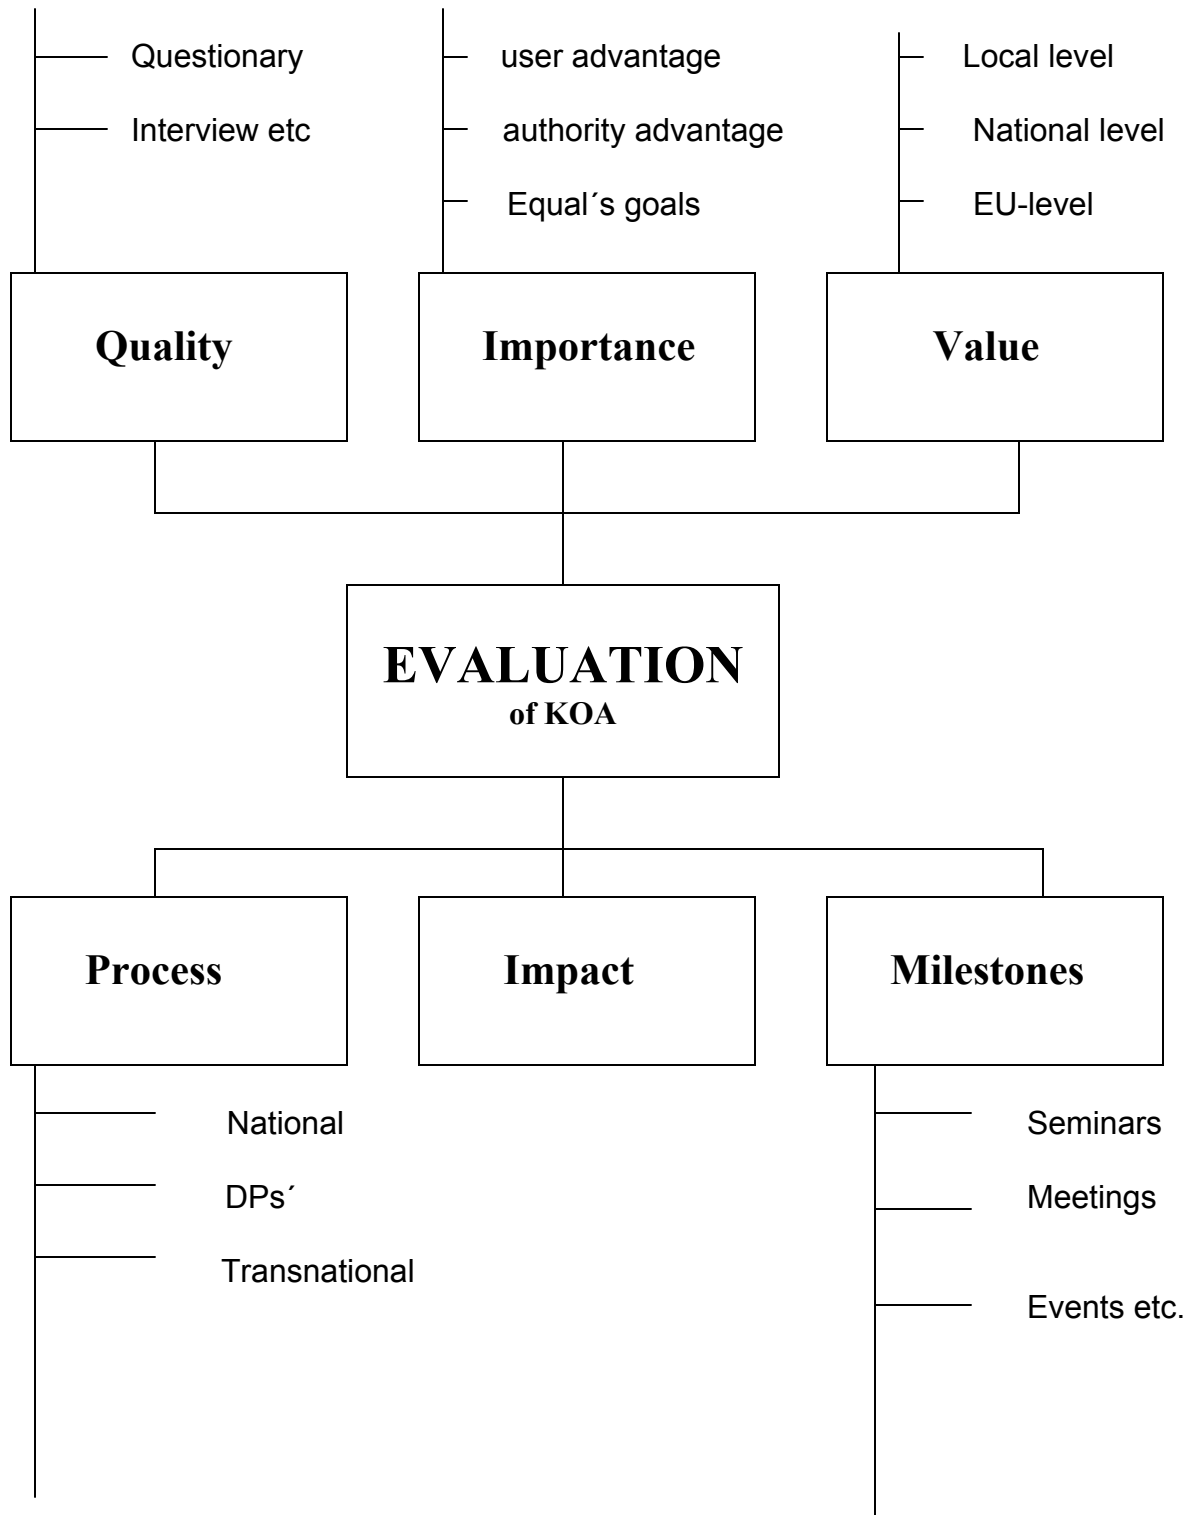 Questionary
Interview etc
user advantage
authority advantage
Equal´s goals
Local level
National level
EU-level
Quality
Importance
Value
EVALUATION
of KOA
Process
Impact
Milestones
National
DPs´
Transnational
Seminars
Meetings
Events etc.